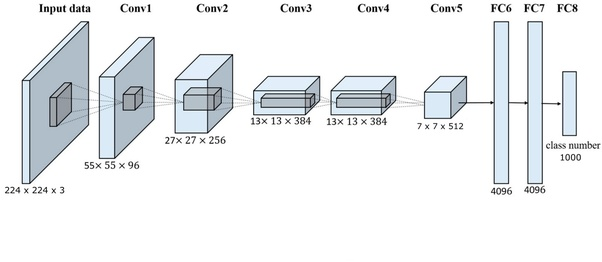 Input data Conv1 Conv2 Conv3 Conv4 Conv5 FC6 FC7 FC8
224 x 224 x 3
55× 55 × 96
27× 27 × 256
13× 13 × 384
13× 13 × 384
7 x 7 x 512
4096
4096
class number
1000